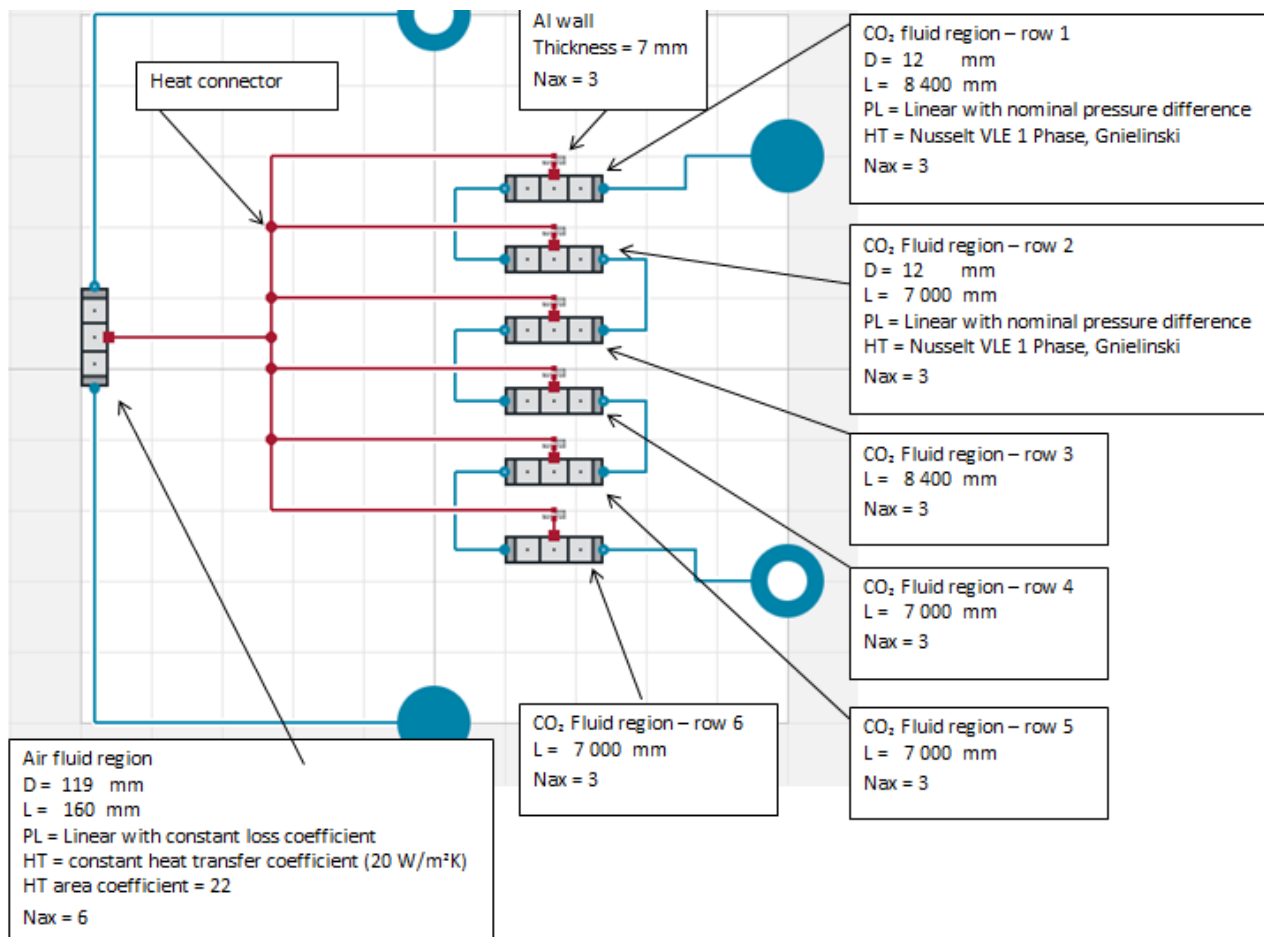 Al wall
Thickness = 7 mm
Nax = 3
Heat connector
CO₂ fluid region – row 1
D = 12 mm
L = 8 400 mm
PL = Linear with nominal pressure difference
HT = Nusselt VLE 1 Phase, Gnielinski
Nax = 3
CO₂ Fluid region – row 2
D = 12 mm
L = 7 000 mm
PL = Linear with nominal pressure difference
HT = Nusselt VLE 1 Phase, Gnielinski
Nax = 3
CO₂ Fluid region – row 3
L = 8 400 mm
Nax = 3
CO₂ Fluid region – row 4
L = 7 000 mm
Nax = 3
CO₂ Fluid region – row 5
L = 7 000 mm
Nax = 3
CO₂ Fluid region – row 6
L = 7 000 mm
Nax = 3
Air fluid region
D = 119 mm
L = 160 mm
PL = Linear with constant loss coefficient
HT = constant heat transfer coefficient (20 W/m²K)
HT area coefficient = 22
Nax = 6